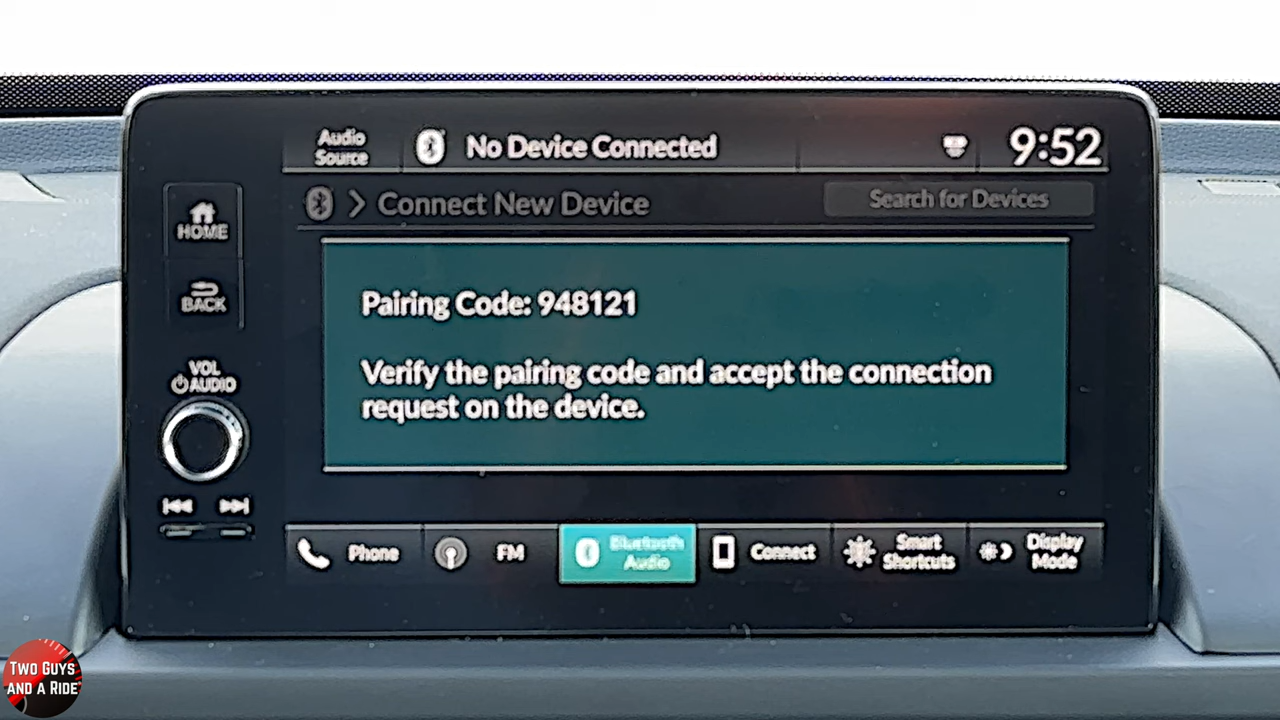 Audio
Source
No Device Connected
9:52
Connect New Device
Search for Devices
HOME
BACK
Pairing Code: 948121
Verify the pairing code and accept the connection
request on the device.
VOL
AUDIO
Phone
FM
Bluetooth
Audio
Connect
Smart
Shortcuts
Display
Mode
TWO GUYS
AND A RIDE